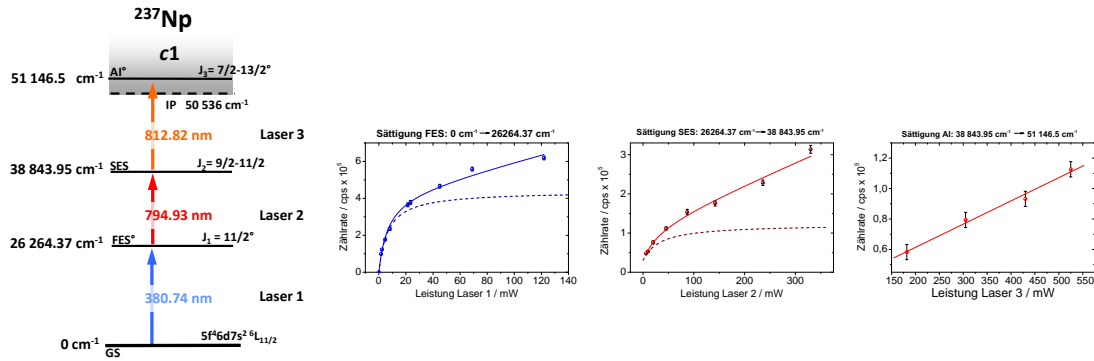 ²³⁷Np
c1
AI° J₃= 7/2-13/2°
51 146.5 cm⁻¹
IP 50 536 cm⁻¹
812.82 nm Laser 3
38 843.95 cm⁻¹ SES J₂= 9/2-11/2
794.93 nm Laser 2
26 264.37 cm⁻¹ FES° J₁ = 11/2°
380.74 nm Laser 1
0 cm⁻¹ 5f⁴6d7s² ⁶L₁₁/₂
GS
Sättigung FES: 0 cm⁻¹ → 26264.37 cm⁻¹
Zählrate / cps x 10⁵
6
4
2
0
0 20 40 60 80 100 120 140
Leistung Laser 1 / mW
Sättigung SES: 26264.37 cm⁻¹ → 38 843.95 cm⁻¹
Zählrate / cps x 10⁵
3
2
1
0
0 100 200 300
Leistung Laser 2 / mW
Sättigung AI: 38 843.95 cm⁻¹ → 51 146.5 cm⁻¹
Zählrate / cps x 10⁵
1,2
1,0
0,8
0,6
150 200 250 300 350 400 450 500 550
Leistung Laser 3 / mW